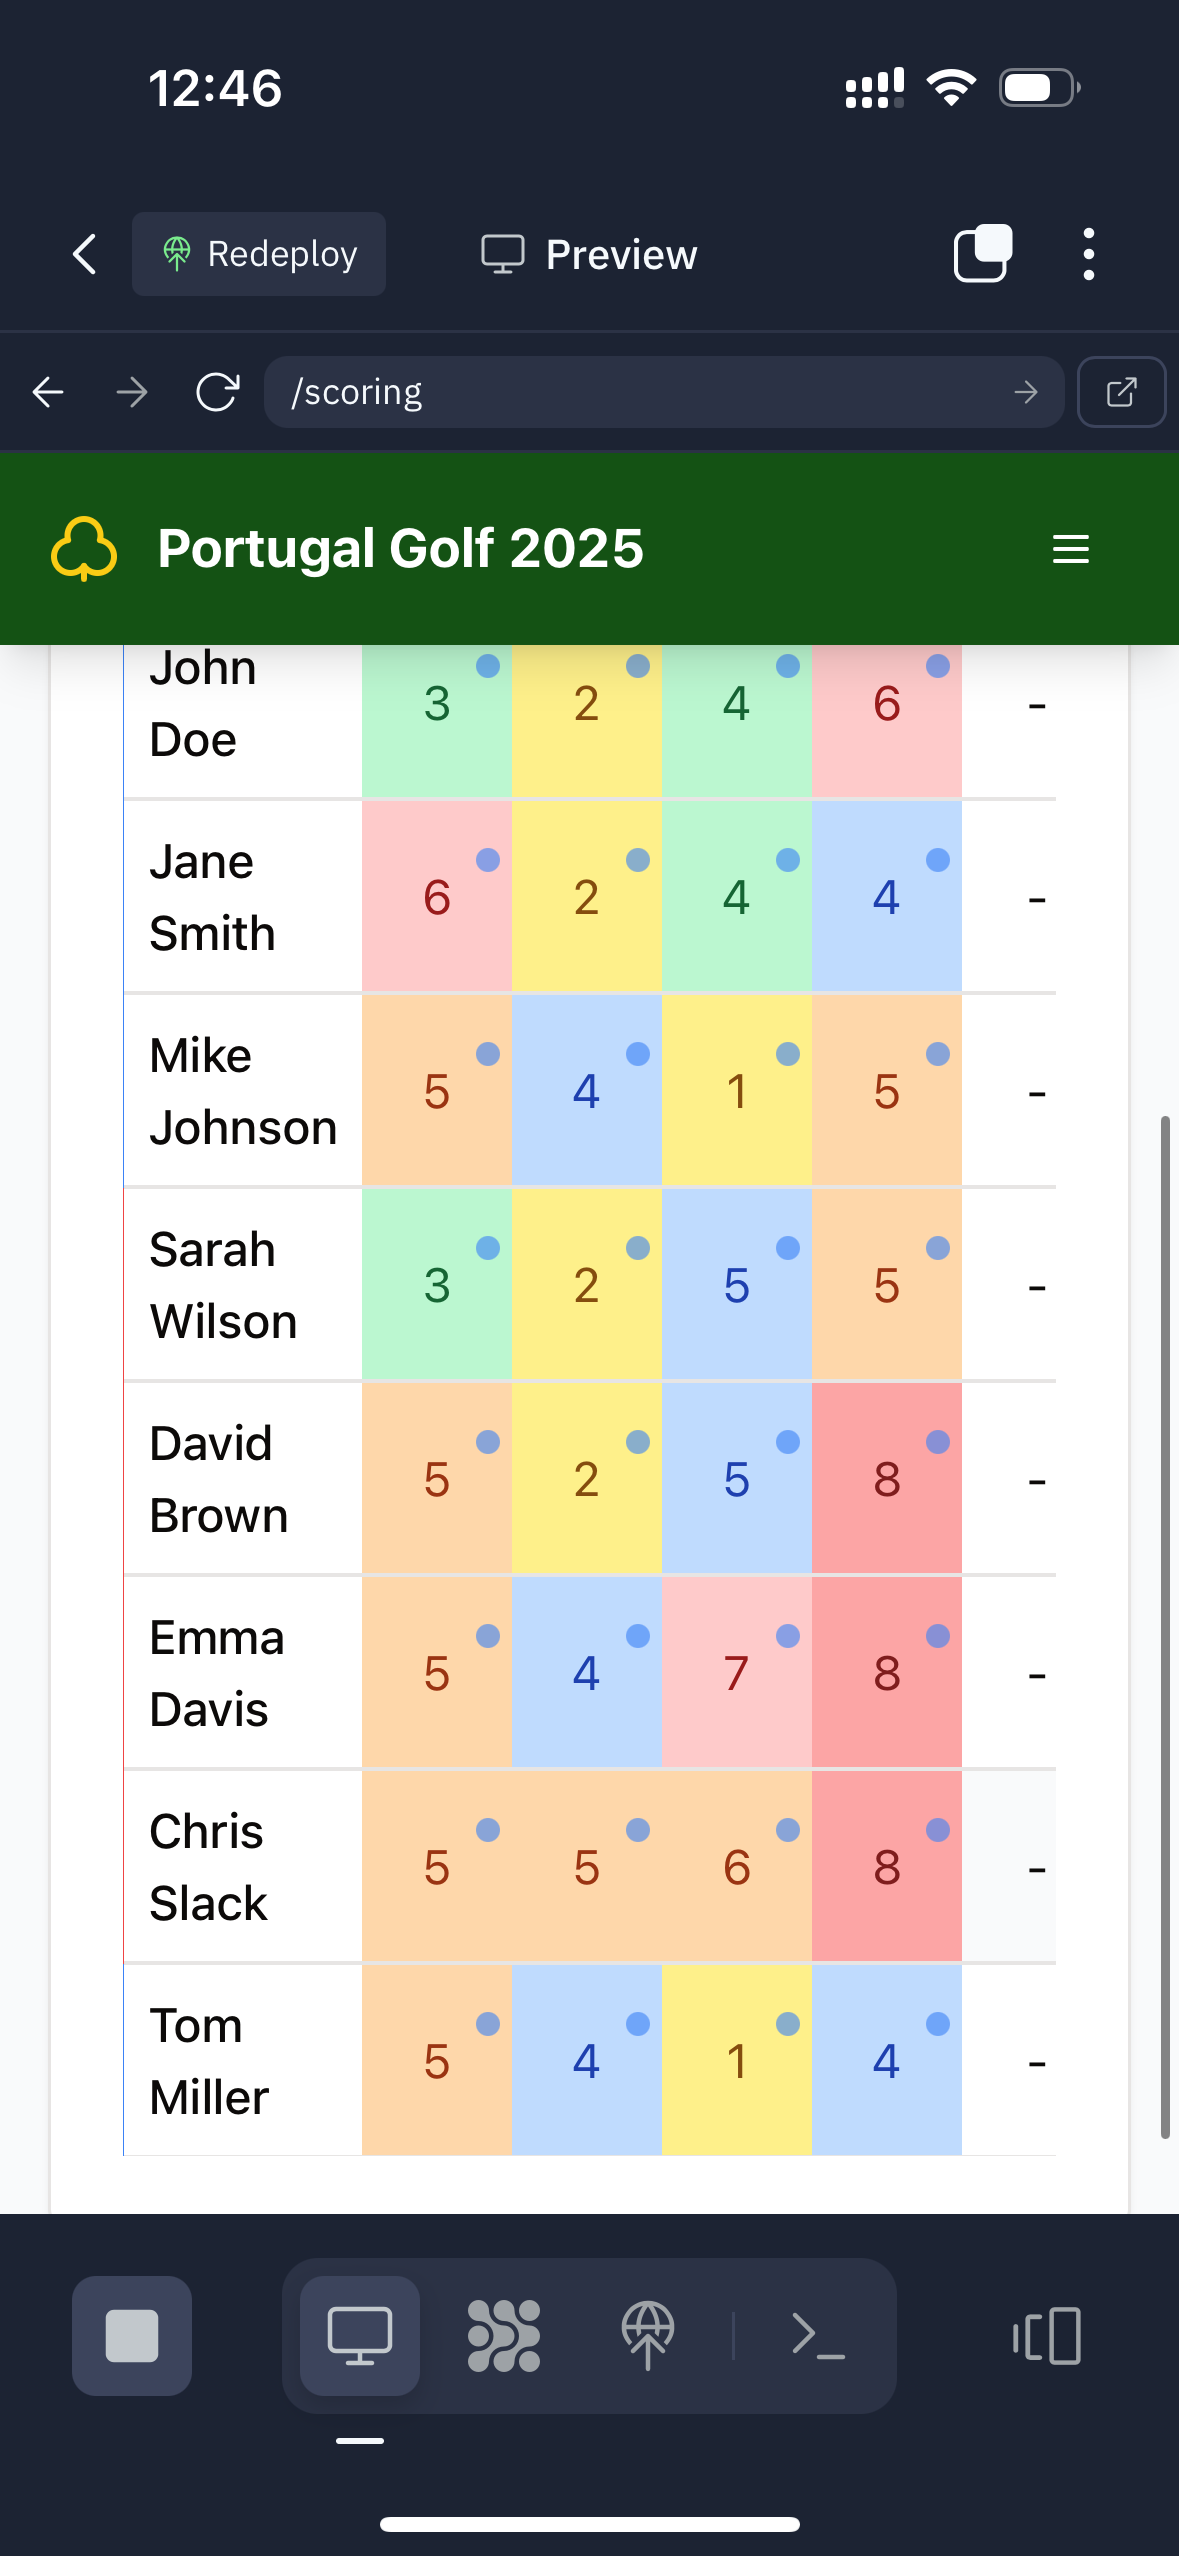 12:46
Redeploy
Preview
/scoring
Portugal Golf 2025
John
Doe
3 2 4 6 -
Jane
Smith
6 2 4 4 -
Mike
Johnson
5 4 1 5 -
Sarah
Wilson
3 2 5 5 -
David
Brown
5 2 5 8 -
Emma
Davis
5 4 7 8 -
Chris
Slack
5 5 6 8 -
Tom
Miller
5 4 1 4 -